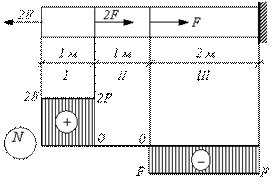 2F 2F F
1 м 1 м 2 м
I II III
2F 2F
+
N 0 0
−
F F